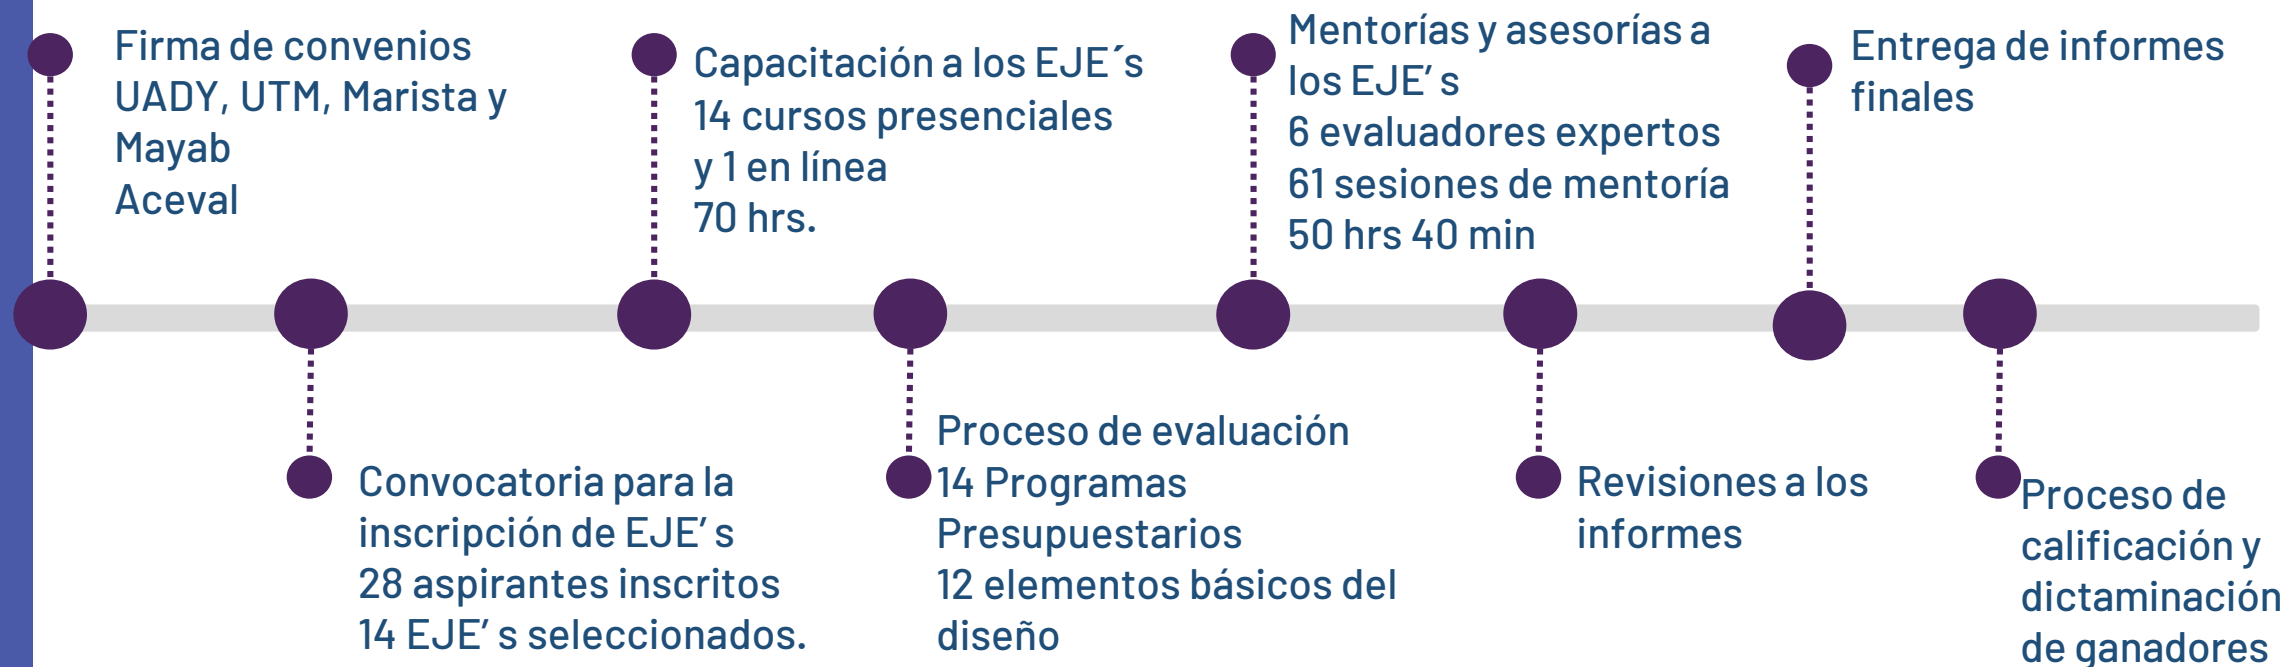 Firma de convenios
UADY, UTM, Marista y
Mayab
Aceval
Convocatoria para la
inscripción de EJE’ s
28 aspirantes inscritos
14 EJE’ s seleccionados.
Capacitación a los EJE´s
14 cursos presenciales
y 1 en línea
70 hrs.
Proceso de evaluación
14 Programas
Presupuestarios
12 elementos básicos del
diseño
Mentorías y asesorías a
los EJE’ s
6 evaluadores expertos
61 sesiones de mentoría
50 hrs 40 min
Revisiones a los
informes
Entrega de informes
finales
Proceso de
calificación y
dictaminación
de ganadores